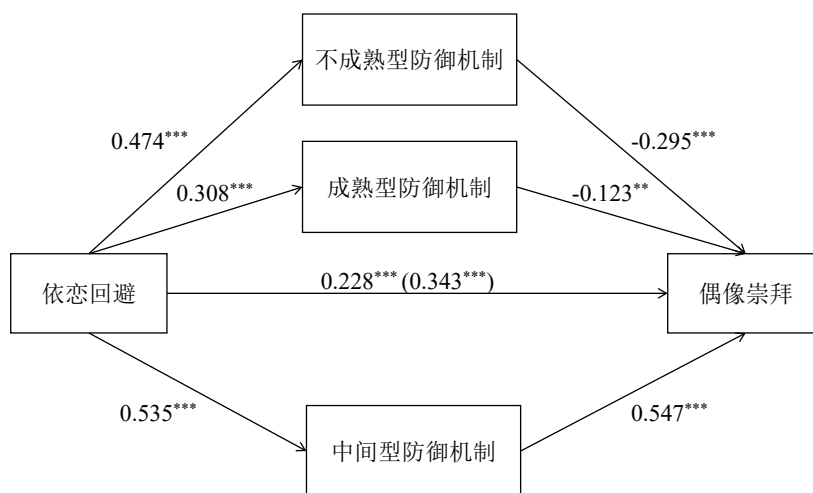 不成熟型防御机制
0.474***
-0.295***
成熟型防御机制
0.308***
-0.123**
依恋回避
0.228*** (0.343***)
偶像崇拜
0.535***
0.547***
中间型防御机制